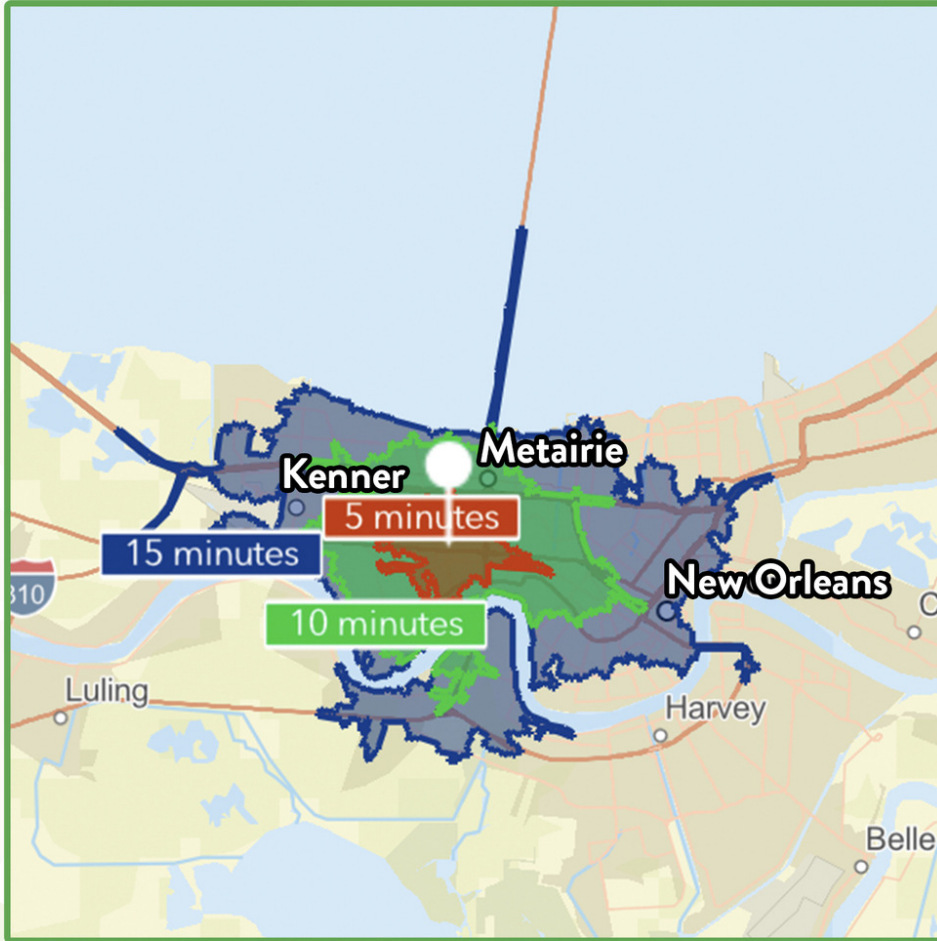 Metairie
Kenner
5 minutes
15 minutes
New Orleans
310
10 minutes
Luling
Harvey
Belle